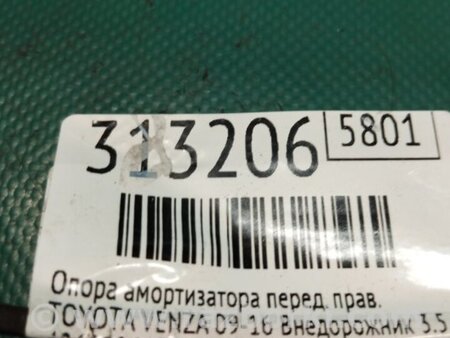 313206 5801
Опора амортизатора перед. прав.
TOYOTA VENZA 09-16 Внедорожник 3.5